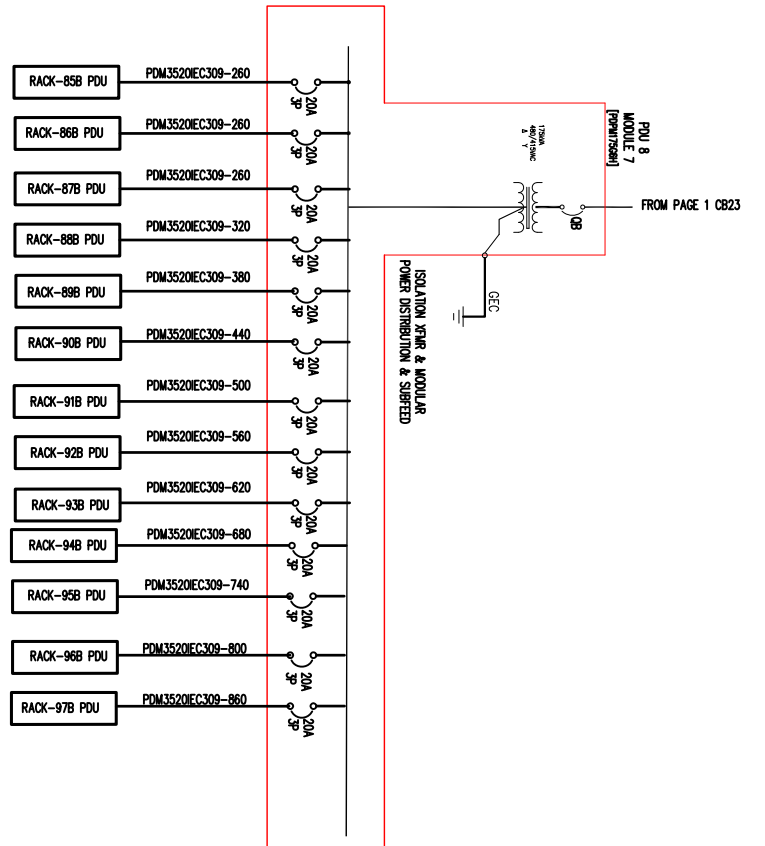 RACK-85B PDU
PDM3520IEC309-260
20A
3P
RACK-86B PDU
PDM3520IEC309-260
20A
3P
RACK-87B PDU
PDM3520IEC309-260
20A
3P
RACK-88B PDU
PDM3520IEC309-320
20A
3P
RACK-89B PDU
PDM3520IEC309-380
20A
3P
RACK-90B PDU
PDM3520IEC309-440
20A
3P
RACK-91B PDU
PDM3520IEC309-500
20A
3P
RACK-92B PDU
PDM3520IEC309-560
20A
3P
RACK-93B PDU
PDM3520IEC309-620
20A
3P
RACK-94B PDU
PDM3520IEC309-680
20A
3P
RACK-95B PDU
PDM3520IEC309-740
20A
3P
RACK-96B PDU
PDM3520IEC309-800
20A
3P
RACK-97B PDU
PDM3520IEC309-860
20A
3P
PDU 8
MODULE 7
[PDPM175G6H]
175kVA
480/415VAC
Δ Y
QB
FROM PAGE 1 CB23
GEC
ISOLATION XFMR & MODULAR
POWER DISTRIBUTION & SUBFEED